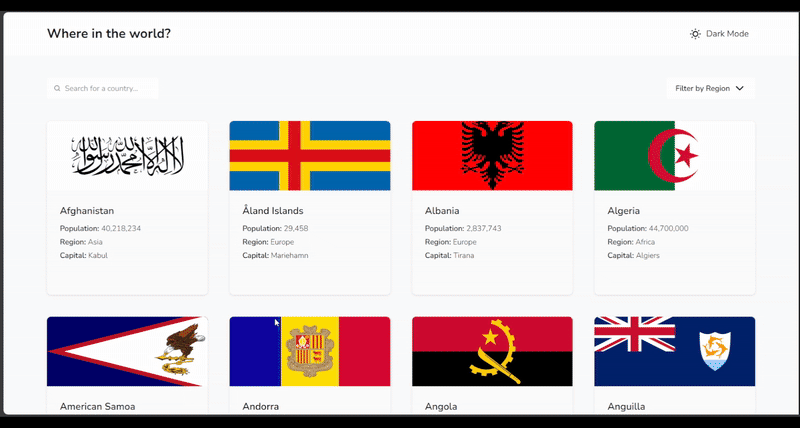 Where in the world?
Dark Mode
Search for a country...
Filter by Region
لا إله إلا الله محمد رسول الله
Afghanistan
Population: 40,218,234
Region: Asia
Capital: Kabul
Åland Islands
Population: 29,458
Region: Europe
Capital: Mariehamn
Albania
Population: 2,837,743
Region: Europe
Capital: Tirana
Algeria
Population: 44,700,000
Region: Africa
Capital: Algiers
American Samoa
Andorra
Angola
Anguilla